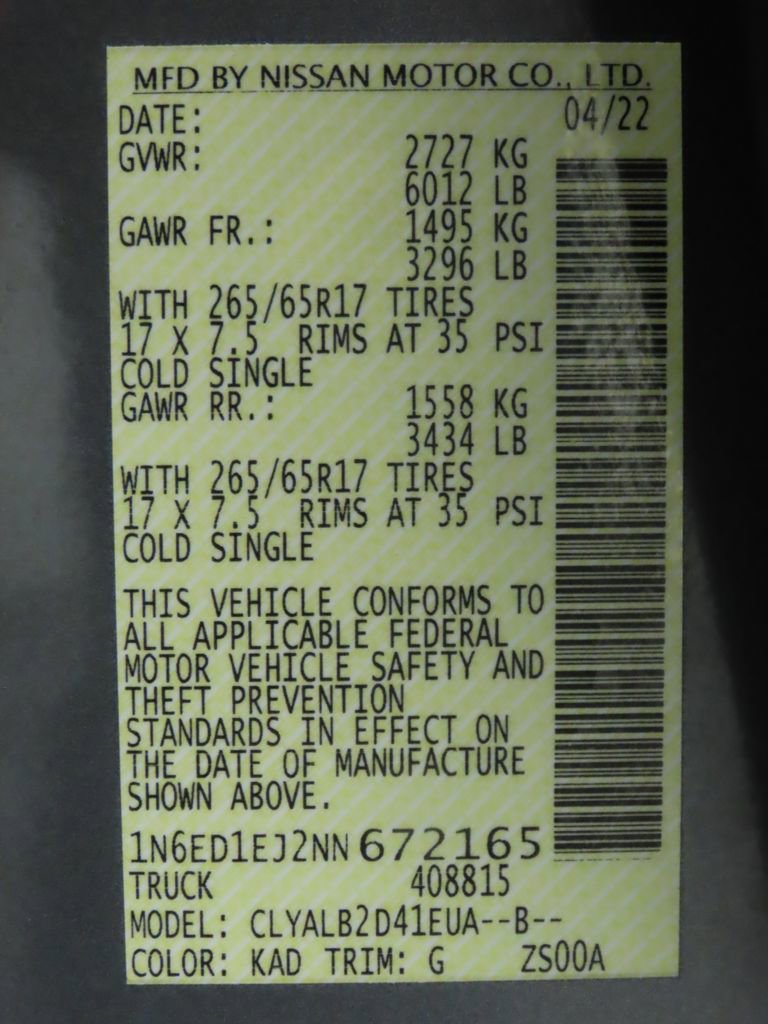 MFD BY NISSAN MOTOR CO., LTD.
DATE: 04/22
GVWR: 2727 KG
6012 LB
GAWR FR.: 1495 KG
3296 LB
WITH 265/65R17 TIRES
17 X 7.5 RIMS AT 35 PSI
COLD SINGLE
GAWR RR.: 1558 KG
3434 LB
WITH 265/65R17 TIRES
17 X 7.5 RIMS AT 35 PSI
COLD SINGLE
THIS VEHICLE CONFORMS TO
ALL APPLICABLE FEDERAL
MOTOR VEHICLE SAFETY AND
THEFT PREVENTION
STANDARDS IN EFFECT ON
THE DATE OF MANUFACTURE
SHOWN ABOVE.
1N6ED1EJ2NN672165
TRUCK 408815
MODEL: CLYALB2D41EUA--B--
COLOR: KAD TRIM: G ZS00A